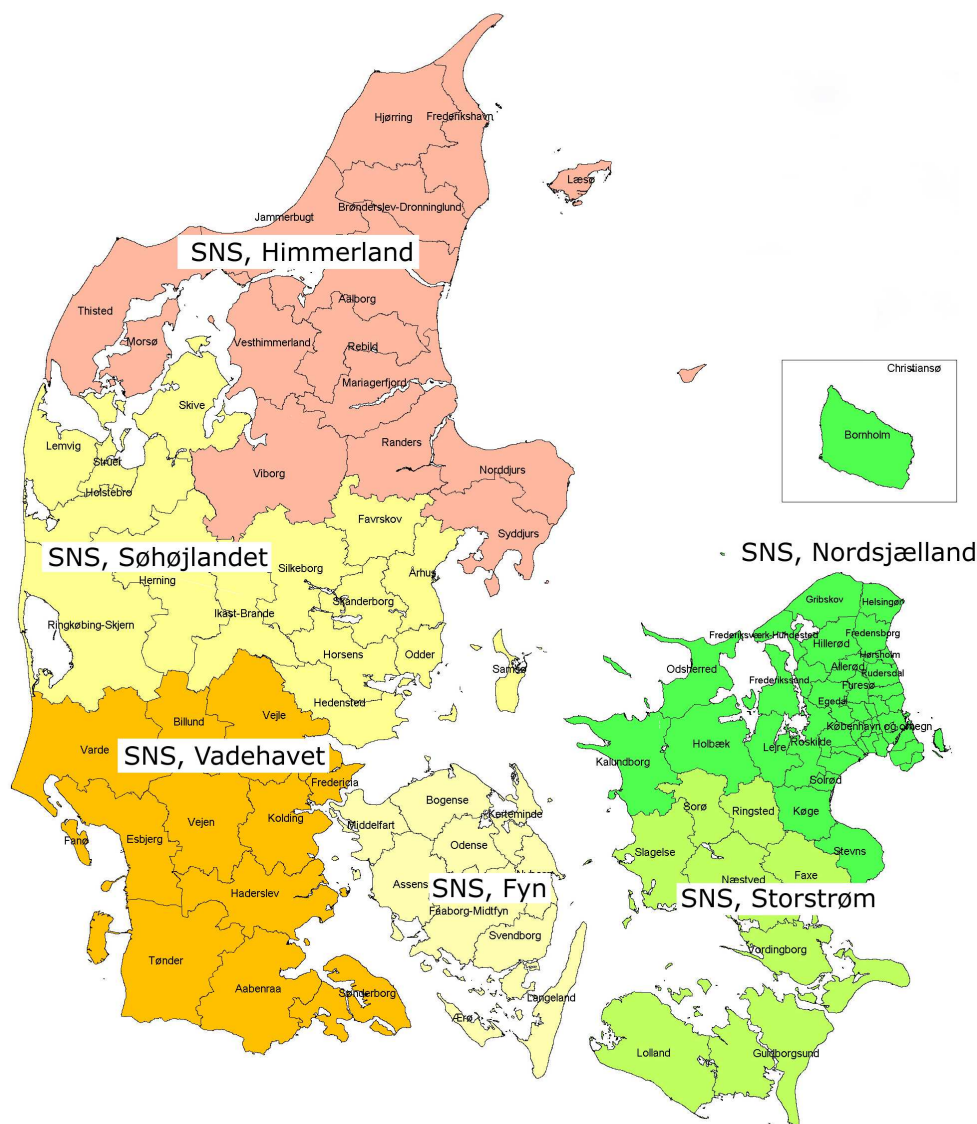 Hjørring
Frederikshavn
Læsø
Brønderslev-Dronninglund
Jammerbugt
SNS, Himmerland
Aalborg
Thisted
Morsø
Vesthimmerland
Rebild
Mariagerfjord
Christiansø
Skive
Bornholm
Lemvig
Randers
Struer
Viborg
Norddjurs
Holstebro
Favrskov
Syddjurs
SNS, Søhøjlandet
SNS, Nordsjælland
Silkeborg
Århus
Herning
Skanderborg
Gribskov
Helsingør
Ikast-Brande
Ringkøbing-Skjern
Frederiksværk-Hundested
Fredensborg
Hillerød
Horsens
Odder
Hørsholm
Samsø
Odsherred
Allerød
Rudersdal
Frederikssund
Furesø
Hedensted
Egedal
Billund
Vejle
København og omegn
Varde
SNS, Vadehavet
Holbæk
Lejre
Roskilde
Kalundborg
Fredericia
Solrød
Bogense
Sorø
Ringsted
Køge
Kolding
Kerteminde
Middelfart
Fanø
Esbjerg
Vejen
Odense
Slagelse
Stevns
Assens
Faxe
Næstved
Haderslev
SNS, Fyn
SNS, Storstrøm
Faaborg-Midtfyn
Svendborg
Vordingborg
Tønder
Aabenraa
Sønderborg
Langeland
Ærø
Lolland
Guldborgsund